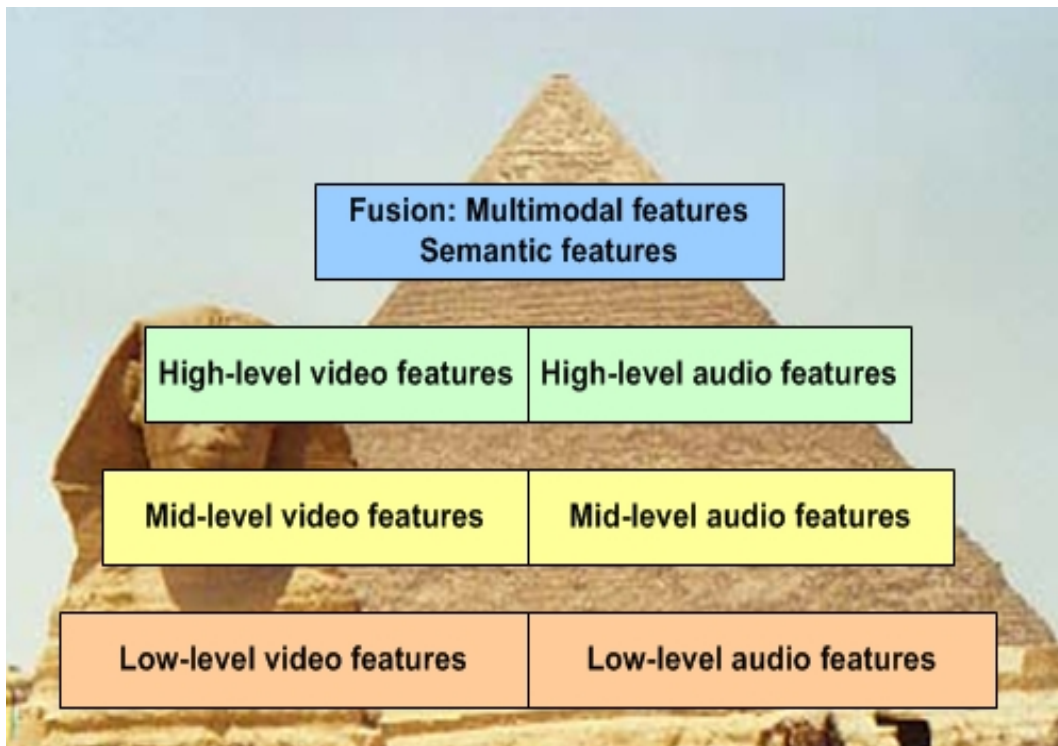 Fusion: Multimodal features
Semantic features
High-level video features
High-level audio features
Mid-level video features
Mid-level audio features
Low-level video features
Low-level audio features